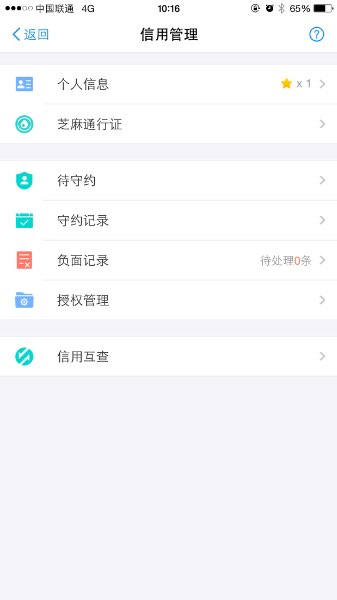 中国联通 4G 10:16 65%
返回 信用管理 ?
个人信息 x 1
芝麻通行证
待守约
守约记录
负面记录 待处理0条
授权管理
信用互查